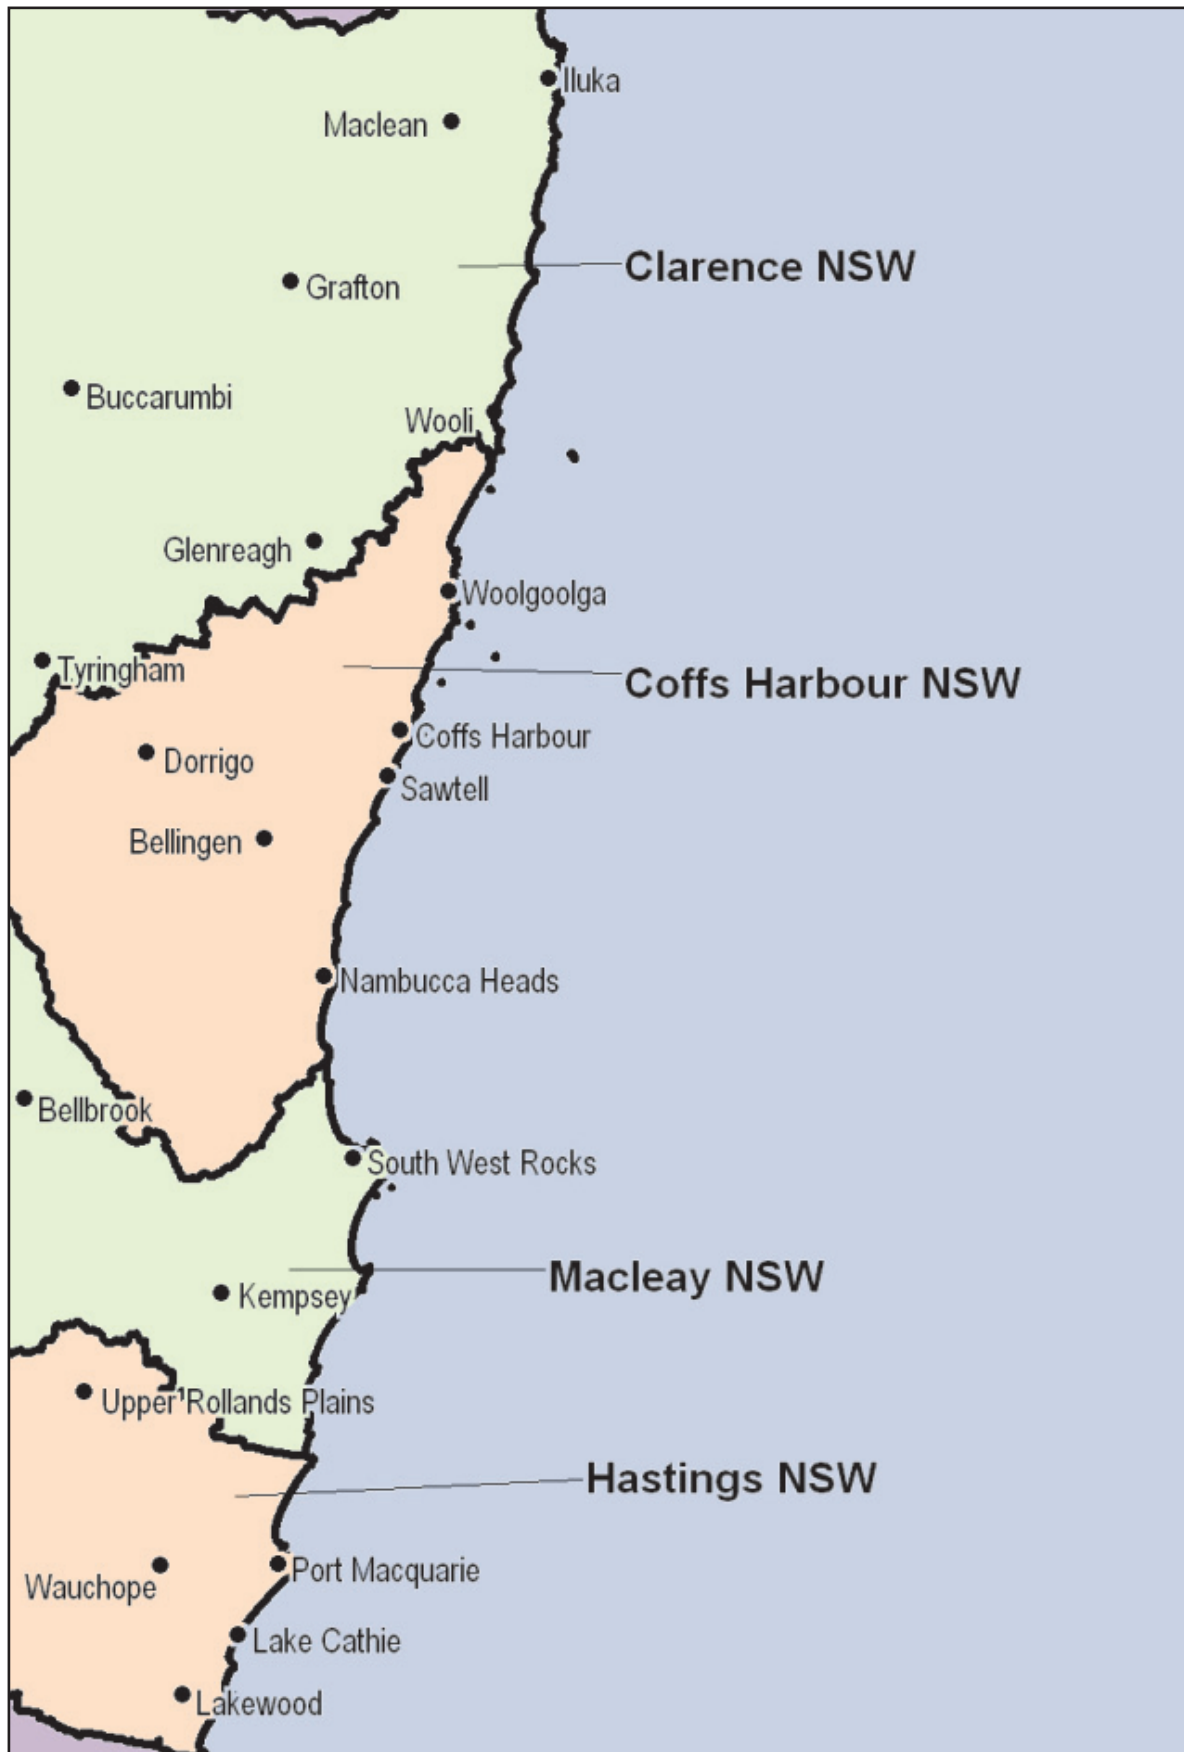 Iluka
Maclean
Clarence NSW
Grafton
Buccarumbi
Wooli
Glenreagh
Woolgoolga
Tyringham
Coffs Harbour NSW
Coffs Harbour
Dorrigo
Sawtell
Bellingen
Nambucca Heads
Bellbrook
South West Rocks
Macleay NSW
Kempsey
Upper Rollands Plains
Hastings NSW
Port Macquarie
Wauchope
Lake Cathie
Lakewood